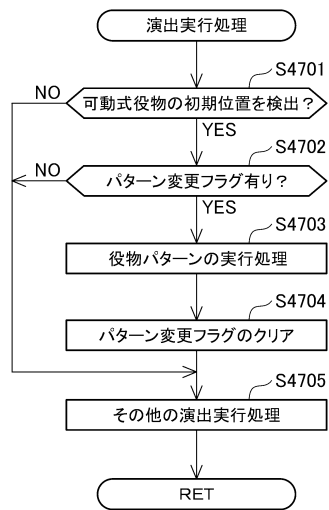 演出実行処理
S4701
NO
可動式役物の初期位置を検出？
YES
S4702
NO
パターン変更フラグ有り？
YES
S4703
役物パターンの実行処理
S4704
パターン変更フラグのクリア
S4705
その他の演出実行処理
RET